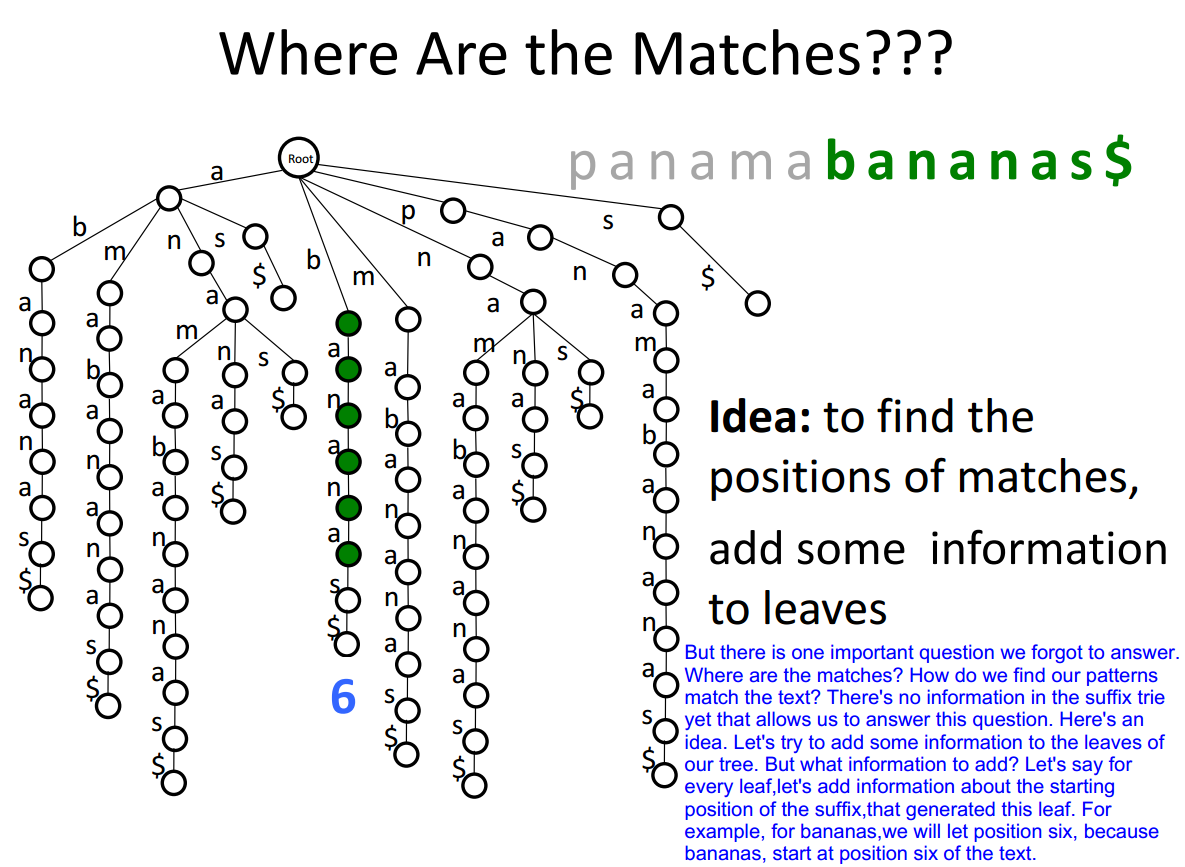 Where Are the Matches???
Root
p a n a m a b a n a n a s $
a
b
a
n
a
n
a
s
$
m
a
b
a
n
a
n
a
s
$
n
a
m
a
b
a
n
a
n
a
s
$
n
a
s
$
s
$
s
$
b
a
n
a
n
a
s
$
6
m
a
b
a
n
a
n
a
s
$
n
a
m
a
b
a
n
a
n
a
s
$
n
a
s
$
s
$
p
a
n
a
m
a
b
a
n
a
n
a
s
$
s
$
Idea: to find the
positions of matches,
add some information
to leaves
But there is one important question we forgot to answer.
Where are the matches? How do we find our patterns
match the text? There's no information in the suffix trie
yet that allows us to answer this question. Here's an
idea. Let's try to add some information to the leaves of
our tree. But what information to add? Let's say for
every leaf,let's add information about the starting
position of the suffix,that generated this leaf. For
example, for bananas,we will let position six, because
bananas, start at position six of the text.